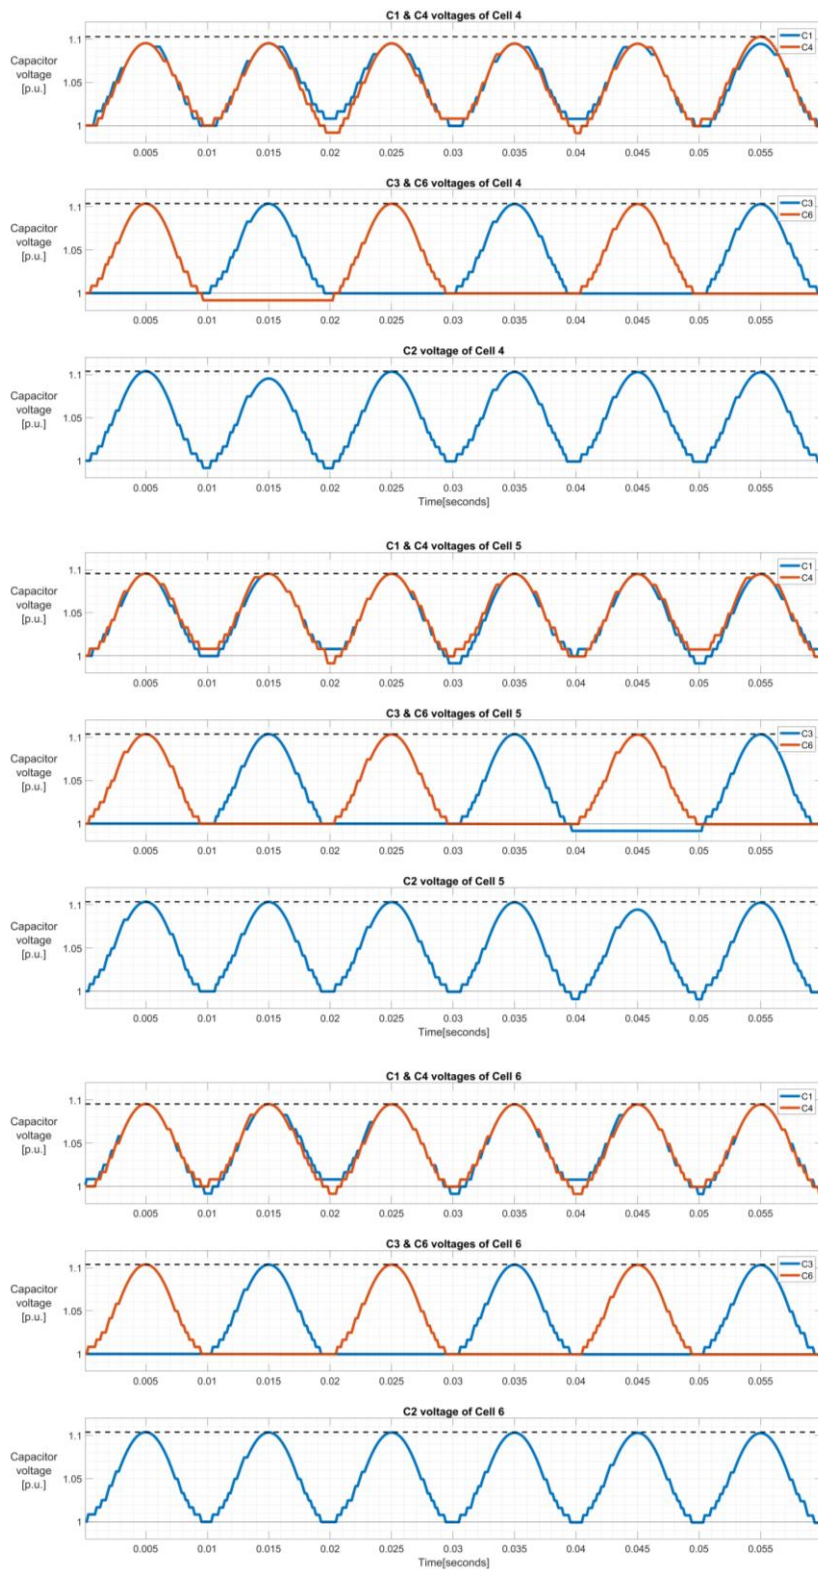 C1 & C4 voltages of Cell 4
1.1
C1
C4
Capacitor
voltage
[p.u.]
1.05
1
0.005 0.01 0.015 0.02 0.025 0.03 0.035 0.04 0.045 0.05 0.055
C3 & C6 voltages of Cell 4
1.1
C3
C6
Capacitor
voltage
[p.u.]
1.05
1
0.005 0.01 0.015 0.02 0.025 0.03 0.035 0.04 0.045 0.05 0.055
C2 voltage of Cell 4
1.1
Capacitor
voltage
[p.u.]
1.05
1
0.005 0.01 0.015 0.02 0.025 0.03 0.035 0.04 0.045 0.05 0.055
Time[seconds]
C1 & C4 voltages of Cell 5
1.1
C1
C4
Capacitor
voltage
[p.u.]
1.05
1
0.005 0.01 0.015 0.02 0.025 0.03 0.035 0.04 0.045 0.05 0.055
C3 & C6 voltages of Cell 5
1.1
C3
C6
Capacitor
voltage
[p.u.]
1.05
1
0.005 0.01 0.015 0.02 0.025 0.03 0.035 0.04 0.045 0.05 0.055
C2 voltage of Cell 5
1.1
Capacitor
voltage
[p.u.]
1.05
1
0.005 0.01 0.015 0.02 0.025 0.03 0.035 0.04 0.045 0.05 0.055
Time[seconds]
C1 & C4 voltages of Cell 6
1.1
C1
C4
Capacitor
voltage
[p.u.]
1.05
1
0.005 0.01 0.015 0.02 0.025 0.03 0.035 0.04 0.045 0.05 0.055
C3 & C6 voltages of Cell 6
1.1
C3
C6
Capacitor
voltage
[p.u.]
1.05
1
0.005 0.01 0.015 0.02 0.025 0.03 0.035 0.04 0.045 0.05 0.055
C2 voltage of Cell 6
1.1
Capacitor
voltage
[p.u.]
1.05
1
0.005 0.01 0.015 0.02 0.025 0.03 0.035 0.04 0.045 0.05 0.055
Time[seconds]